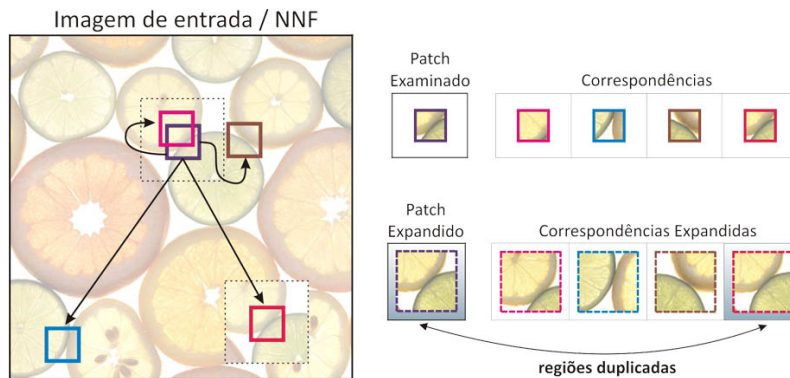 Imagem de entrada / NNF
Patch
Examinado
Correspondências
Patch
Expandido
Correspondências Expandidas
regiões duplicadas